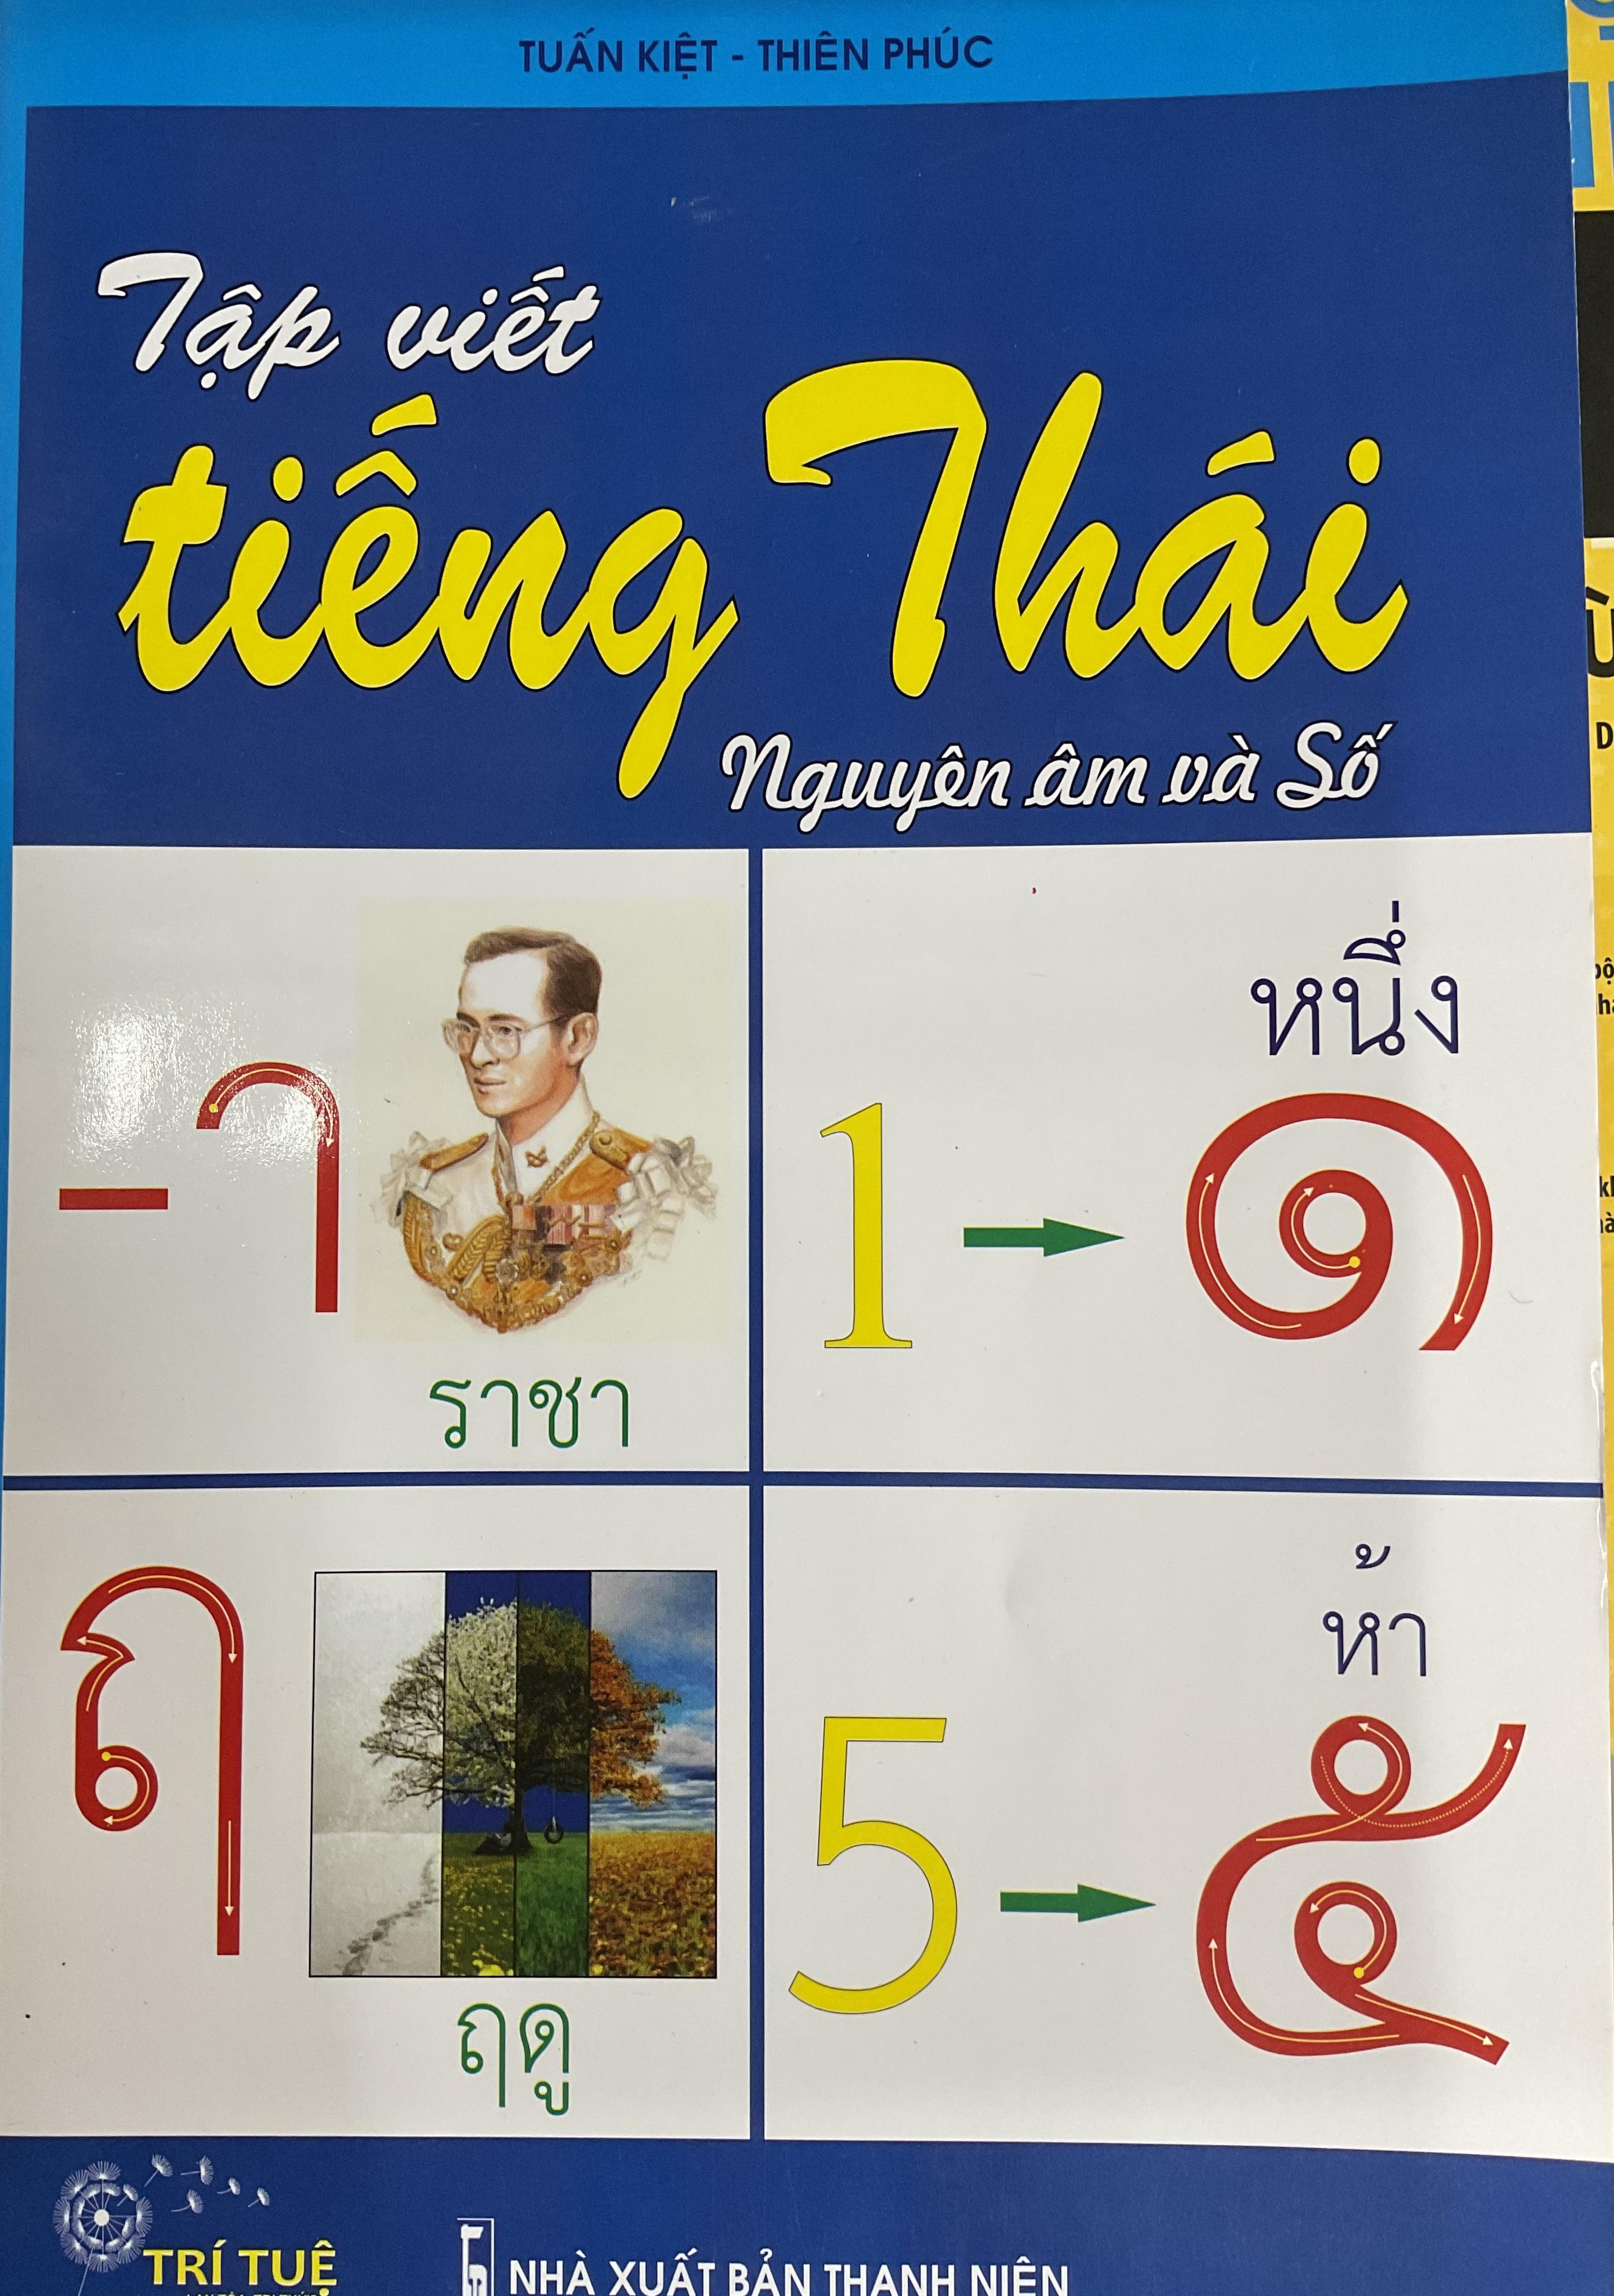 TUẤN KIỆT - THIÊN PHÚC
Tập viết
tiếng Thái
Nguyên âm và Số
-า
ราชา
หนึ่ง
1 → ๑
ฤ
ฤดู
ห้า
5 → ๕
TRÍ TUỆ
NHÀ XUẤT BẢN THANH NIÊN